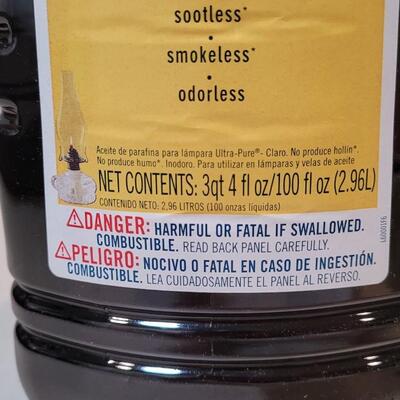 sootless*
•
smokeless*
•
odorless
Aceite de parafina para lámpara Ultra-Pure®- Claro. No produce hollín*.
No produce humo*. Inodoro. Para utilizar en lámparas y velas de aceite
NET CONTENTS: 3qt 4 fl oz/100 fl oz (2.96L)
CONTENIDO NETO: 2,96 LITROS (100 onzas líquidas)
⚠DANGER: HARMFUL OR FATAL IF SWALLOWED.
COMBUSTIBLE. READ BACK PANEL CAREFULLY.
⚠PELIGRO: NOCIVO O FATAL EN CASO DE INGESTIÓN.
COMBUSTIBLE. LEA CUIDADOSAMENTE EL PANEL AL REVERSO.